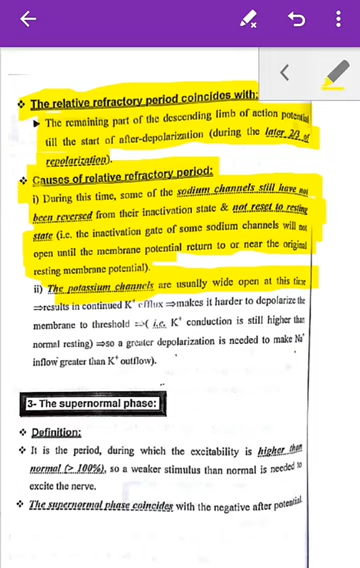 ❖ The relative refractory period coincides with:
➤ The remaining part of the descending limb of action potential
till the start of after-depolarization (during the later 2/3 of
repolarization).
❖ Causes of relative refractory period:
i) During this time, some of the sodium channels still have not
been reversed from their inactivation state & not reset to resting
state (i.e. the inactivation gate of some sodium channels will not
open until the membrane potential return to or near the original
resting membrane potential).
ii) The potassium channels are usually wide open at this time
⇒results in continued K⁺ efflux ⇒makes it harder to depolarize the
membrane to threshold ⇒( i.e. K⁺ conduction is still higher than
normal resting) ⇒so a greater depolarization is needed to make Na⁺
inflow greater than K⁺ outflow).
3- The supernormal phase:
❖ Definition:
❖ It is the period, during which the excitability is higher than
normal (> 100%), so a weaker stimulus than normal is needed to
excite the nerve.
❖ The supernormal phase coincides with the negative after potential.